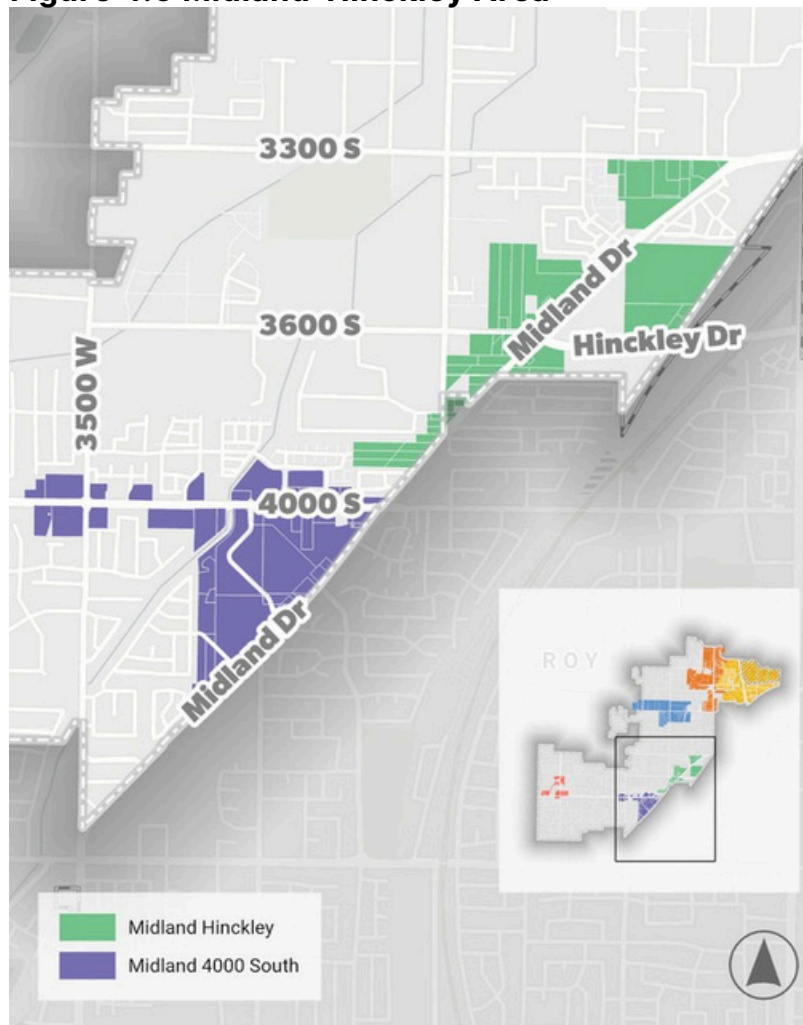 3300 S
Midland Dr
3600 S
Hinckley Dr
3500 W
4000 S
Midland Dr
ROY
Midland Hinckley
Midland 4000 South